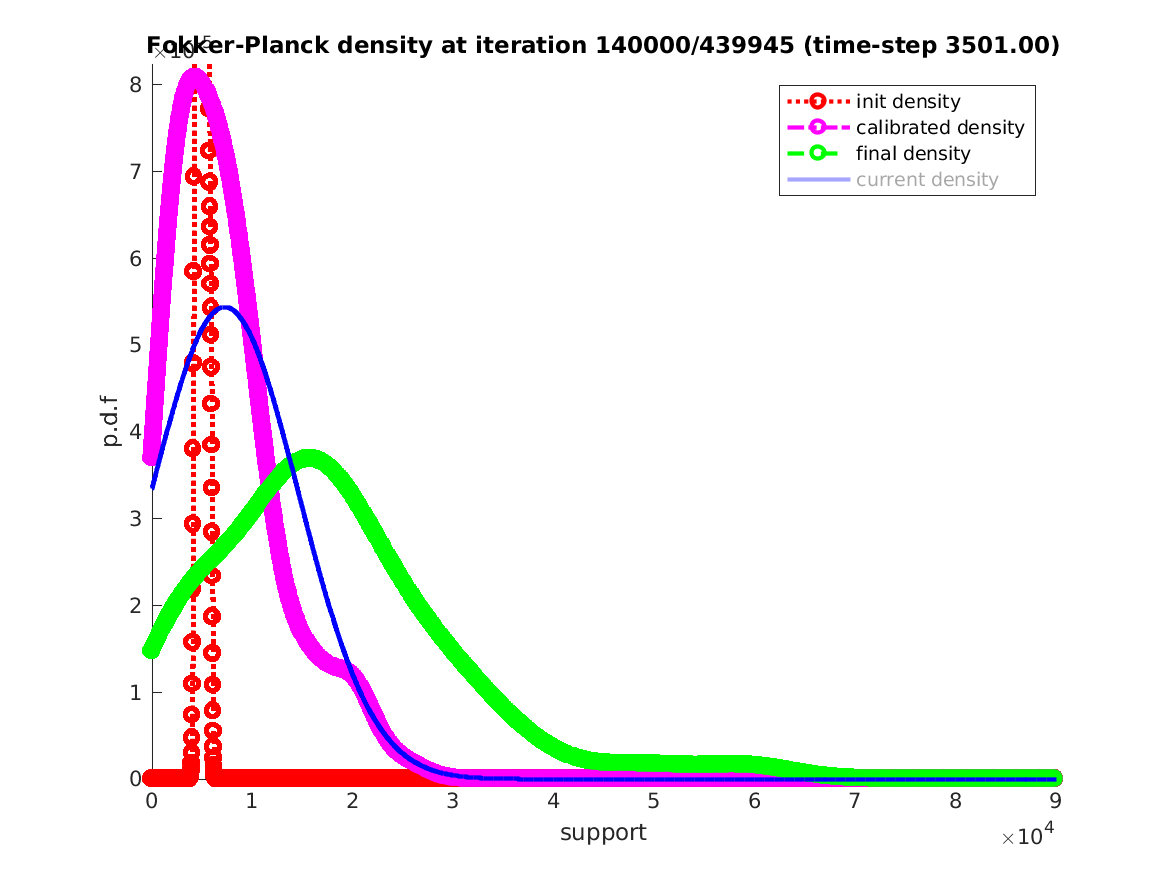 Fokker-Planck density at iteration 140000/439945 (time-step 3501.00)
init density
calibrated density
final density
current density
8
7
6
5
4
3
2
1
0
p.d.f
0 1 2 3 4 5 6 7 8 9
support
×10⁴